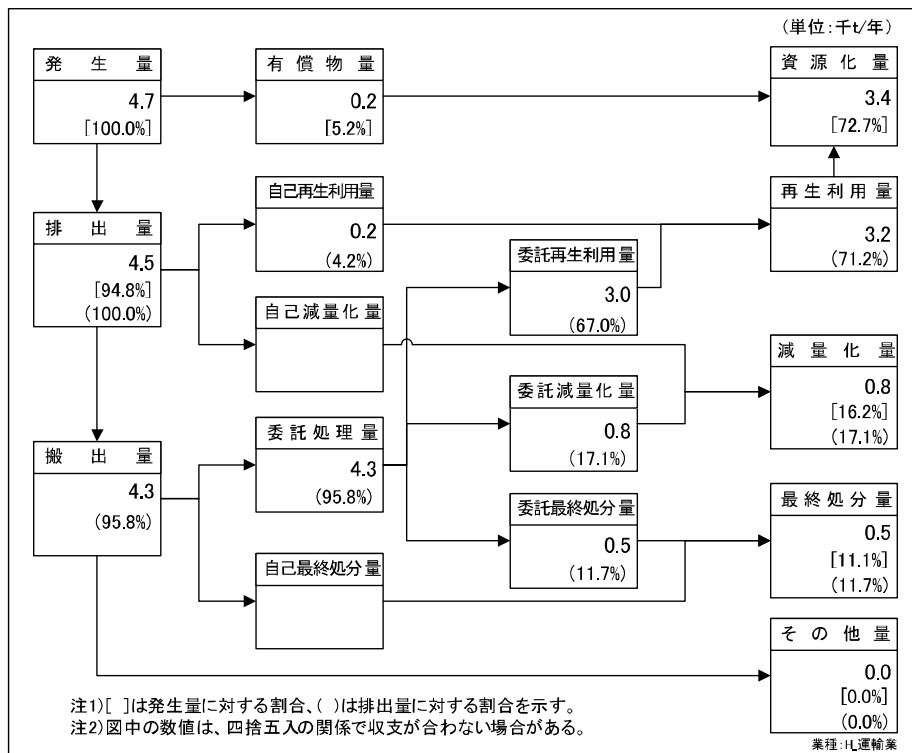 (単位:千t/年)
発生量
4.7
[100.0%]
有償物量
0.2
[5.2%]
資源化量
3.4
[72.7%]
排出量
4.5
[94.8%]
(100.0%)
自己再生利用量
0.2
(4.2%)
再生利用量
3.2
(71.2%)
委託再生利用量
3.0
(67.0%)
自己減量化量
減量化量
0.8
[16.2%]
(17.1%)
委託減量化量
0.8
(17.1%)
搬出量
4.3
(95.8%)
委託処理量
4.3
(95.8%)
委託最終処分量
0.5
(11.7%)
最終処分量
0.5
[11.1%]
(11.7%)
自己最終処分量
その他量
0.0
[0.0%]
(0.0%)
注1)[ ]は発生量に対する割合、( )は排出量に対する割合を示す。
注2)図中の数値は、四捨五入の関係で収支が合わない場合がある。
業種:H_運輸業